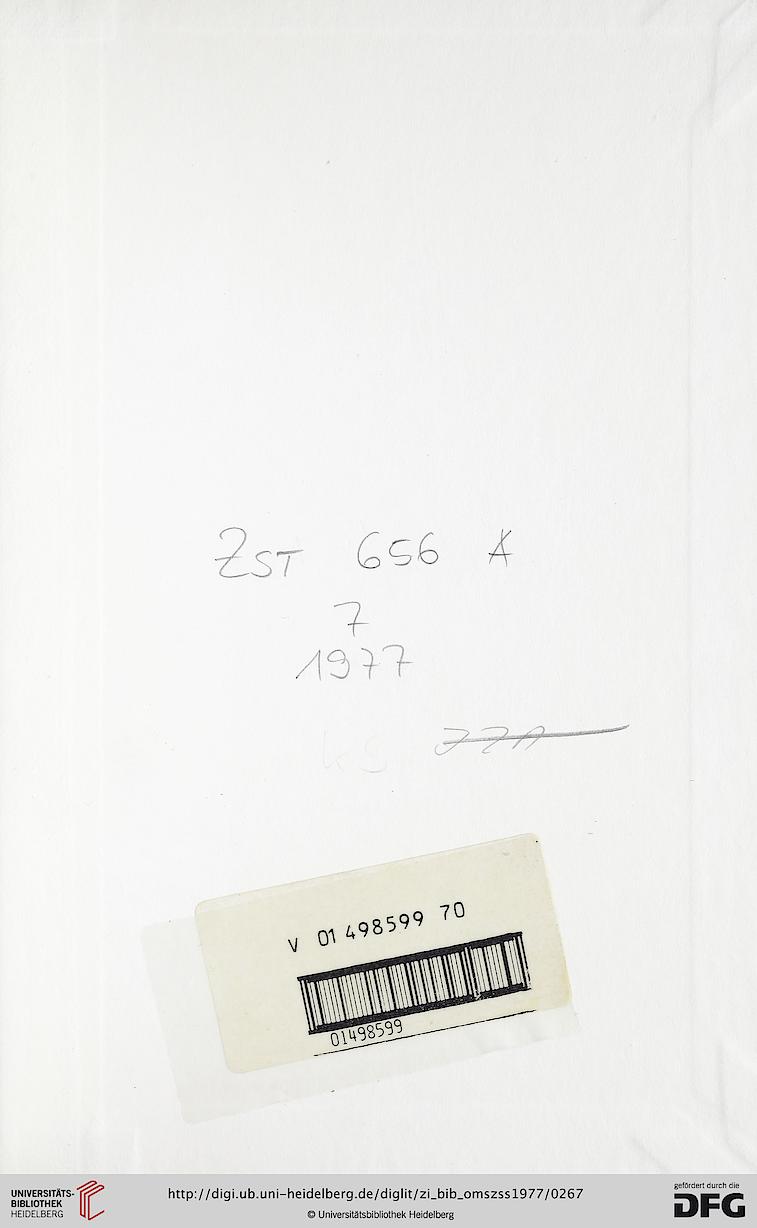 ZST 656 A
7
1977
V 01 498599 70
01498599
UNIVERSITÄTS-
BIBLIOTHEK
HEIDELBERG
http://digi.ub.uni-heidelberg.de/diglit/zi_bib_omszss1977/0267
© Universitätsbibliothek Heidelberg
gefördert durch die
DFG